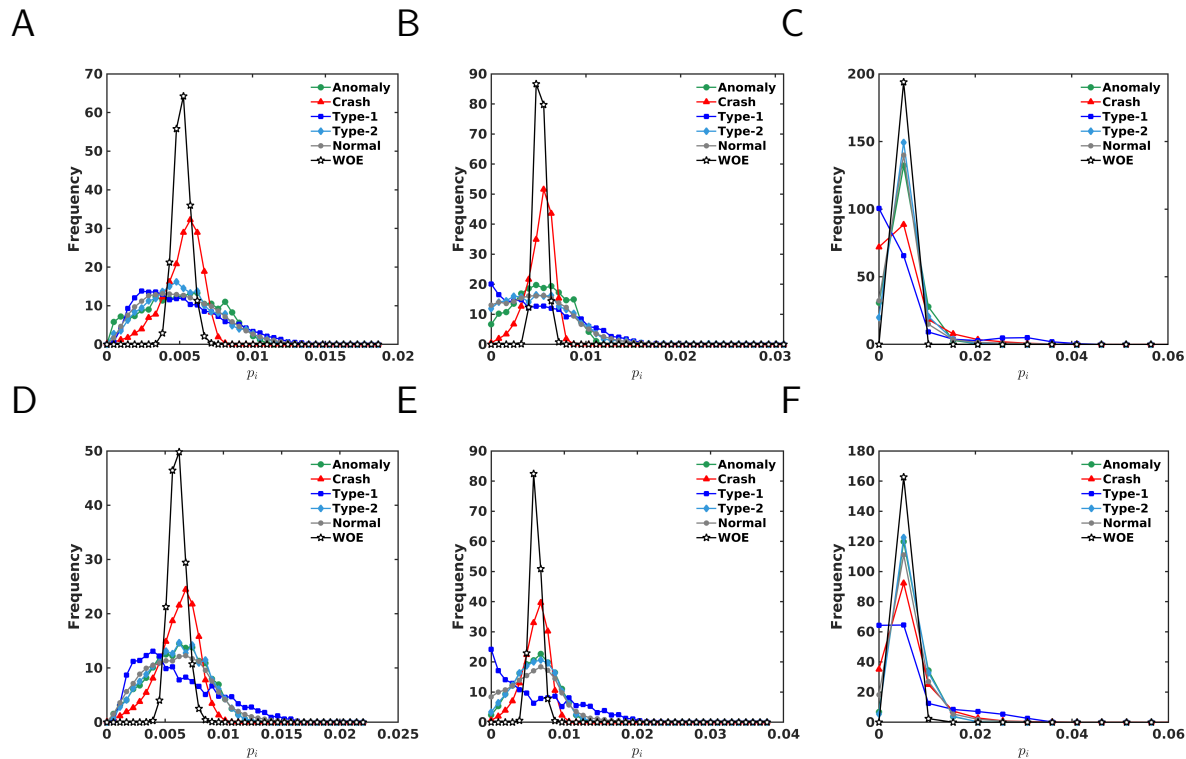 A
B
C
70
60
50
40
30
20
10
0
Frequency
0
0.005
0.01
0.015
0.02
p_i
Anomaly
Crash
Type-1
Type-2
Normal
WOE
90
80
70
60
50
40
30
20
10
0
Frequency
0
0.01
0.02
0.03
p_i
Anomaly
Crash
Type-1
Type-2
Normal
WOE
200
150
100
50
0
Frequency
0
0.02
0.04
0.06
p_i
Anomaly
Crash
Type-1
Type-2
Normal
WOE
D
E
F
50
40
30
20
10
0
Frequency
0
0.005
0.01
0.015
0.02
0.025
p_i
Anomaly
Crash
Type-1
Type-2
Normal
WOE
90
80
70
60
50
40
30
20
10
0
Frequency
0
0.01
0.02
0.03
0.04
p_i
Anomaly
Crash
Type-1
Type-2
Normal
WOE
180
160
140
120
100
80
60
40
20
0
Frequency
0
0.02
0.04
0.06
p_i
Anomaly
Crash
Type-1
Type-2
Normal
WOE